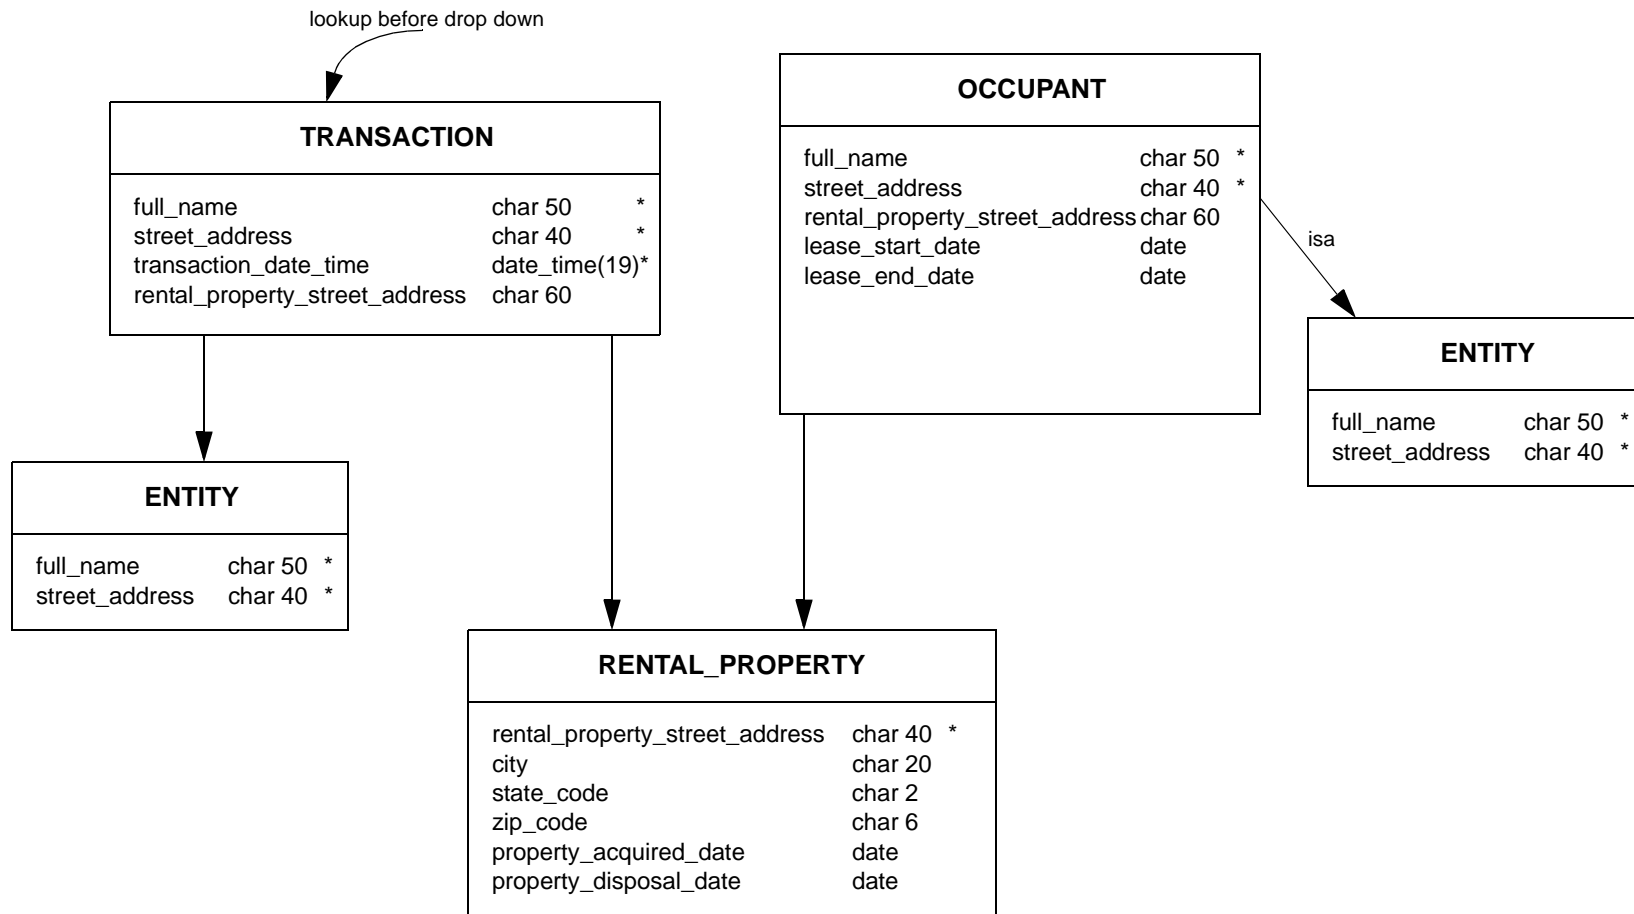 lookup before drop down
TRANSACTION
full_name char 50 *
street_address char 40 *
transaction_date_time date_time(19)*
rental_property_street_address char 60
OCCUPANT
full_name char 50 *
street_address char 40 *
rental_property_street_address char 60
lease_start_date date
lease_end_date date
isa
ENTITY
full_name char 50 *
street_address char 40 *
ENTITY
full_name char 50 *
street_address char 40 *
RENTAL_PROPERTY
rental_property_street_address char 40 *
city char 20
state_code char 2
zip_code char 6
property_acquired_date date
property_disposal_date date